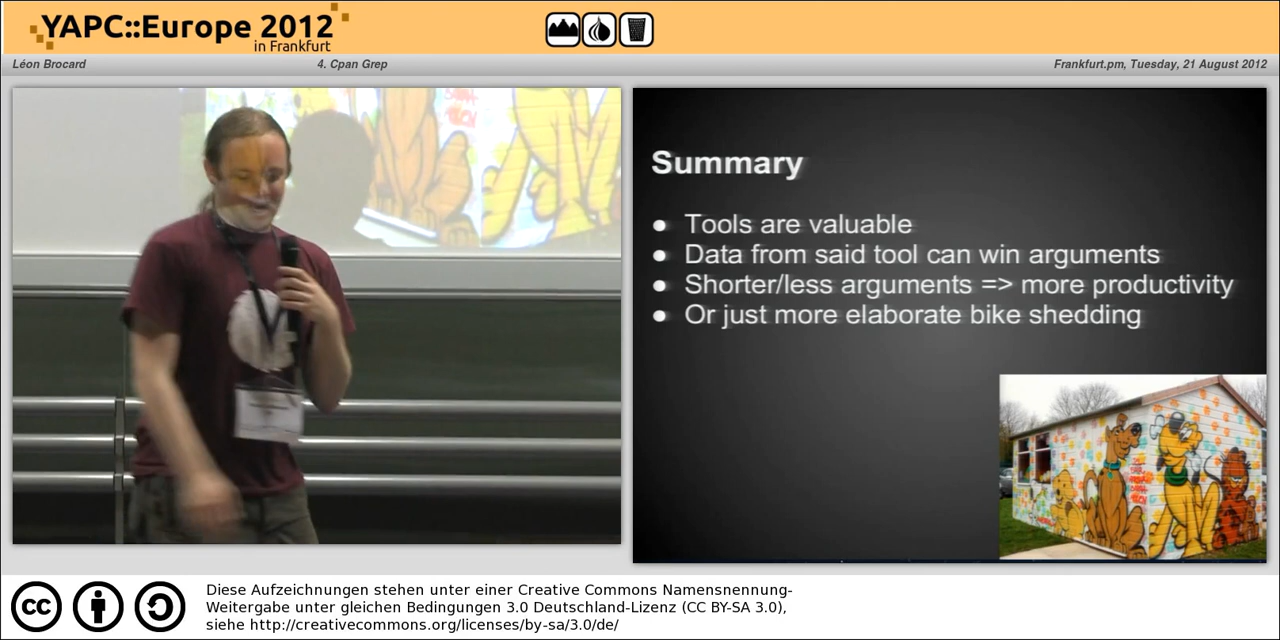 YAPC::Europe 2012
in Frankfurt
Léon Brocard
4. Cpan Grep
Frankfurt.pm, Tuesday, 21 August 2012
Summary
● Tools are valuable
● Data from said tool can win arguments
● Shorter/less arguments => more productivity
● Or just more elaborate bike shedding
cc
Diese Aufzeichnungen stehen unter einer Creative Commons Namensnennung-
Weitergabe unter gleichen Bedingungen 3.0 Deutschland-Lizenz (CC BY-SA 3.0),
siehe http://creativecommons.org/licenses/by-sa/3.0/de/